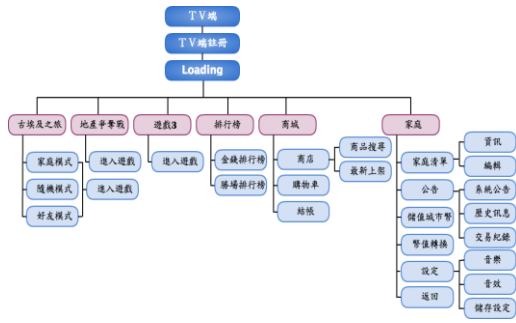 TV端
TV端註冊
Loading
古埃及之旅
地產爭奪戰
遊戲3
排行榜
商城
家庭
家庭模式
隨機模式
好友模式
進入遊戲
進入遊戲
進入遊戲
金錢排行榜
勝場排行榜
商店
購物車
結帳
商品搜尋
最新上架
家庭清單
公告
儲值城市幣
幣值轉換
設定
返回
資訊
編輯
系統公告
歷史訊息
交易紀錄
音樂
音效
儲存設定